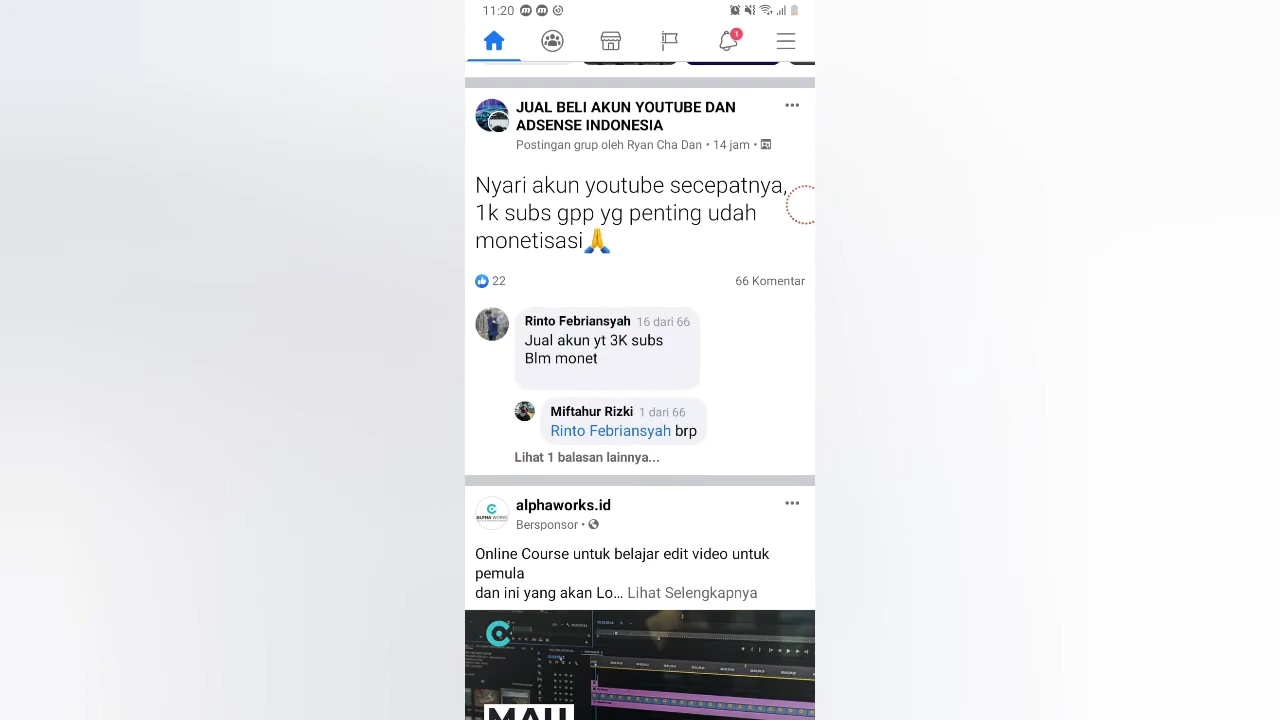 11:20
1
JUAL BELI AKUN YOUTUBE DAN
ADSENSE INDONESIA
Postingan grup oleh Ryan Cha Dan • 14 jam •
Nyari akun youtube secepatnya,
1k subs gpp yg penting udah
monetisasi🙏
22
66 Komentar
Rinto Febriansyah 16 dari 66
Jual akun yt 3K subs
Blm monet
Miftahur Rizki 1 dari 66
Rinto Febriansyah brp
Lihat 1 balasan lainnya...
alphaworks.id
Bersponsor •
ALPHA WORKS
Online Course untuk belajar edit video untuk
pemula
dan ini yang akan Lo... Lihat Selengkapnya
MAU